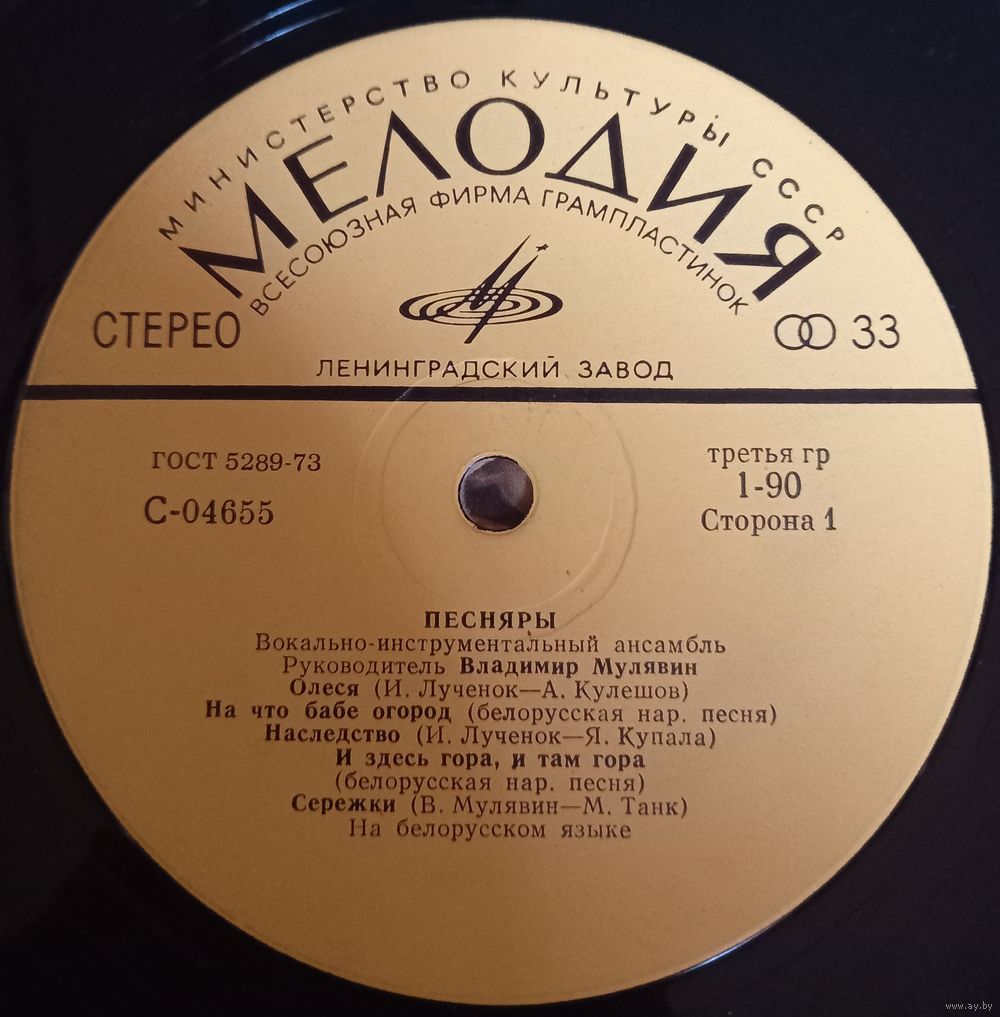 МИНИСТЕРСТВО КУЛЬТУРЫ СССР
МЕЛОДИЯ
ВСЕСОЮЗНАЯ ФИРМА ГРАМПЛАСТИНОК
СТЕРЕО
33
ЛЕНИНГРАДСКИЙ ЗАВОД
ГОСТ 5289-73
третья гр
1-90
С-04655
Сторона 1
ПЕСНЯРЫ
Вокально-инструментальный ансамбль
Руководитель Владимир Мулявин
Олеся (И. Лученок—А. Кулешов)
На что бабе огород (белорусская нар. песня)
Наследство (И. Лученок—Я. Купала)
И здесь гора, и там гора
(белорусская нар. песня)
Сережки (В. Мулявин—М. Танк)
На белорусском языке
www.ay.by